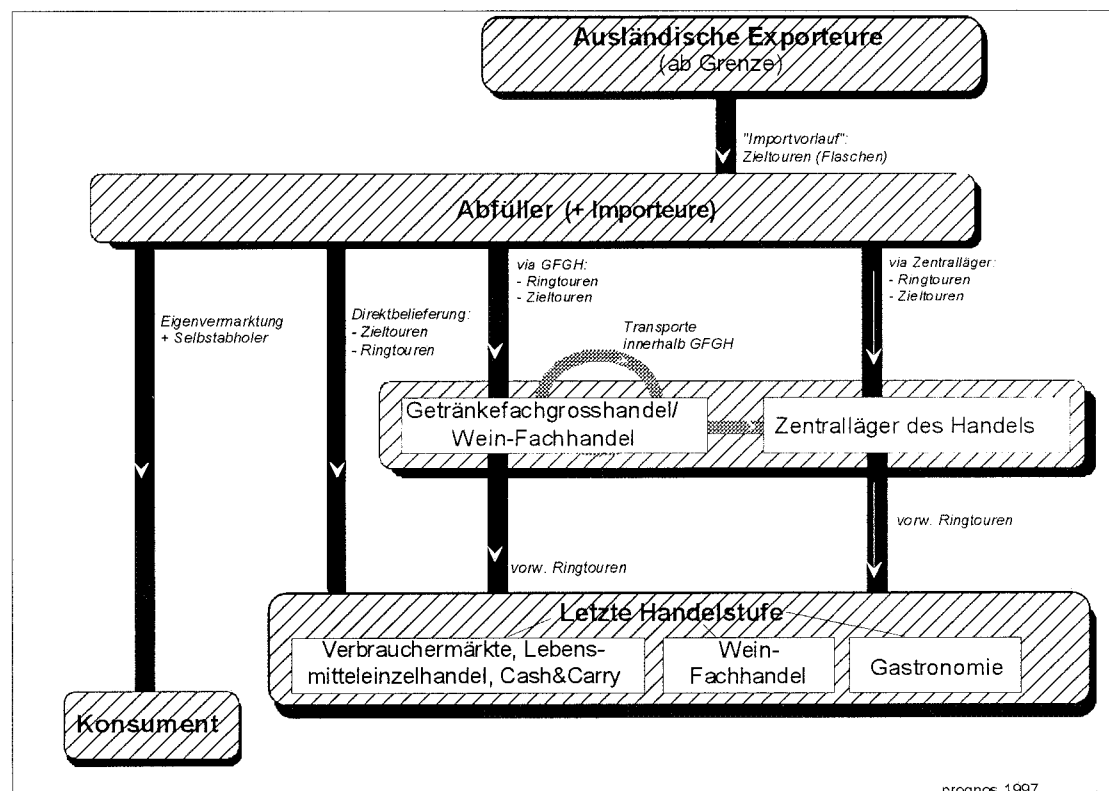 Ausländische Exporteure
(ab Grenze)
"Importvorlauf":
Zieltouren (Flaschen)
Abfüller (+ Importeure)
Eigenvermarktung
+ Selbstabholer
Direktbelieferung:
- Zieltouren
- Ringtouren
via GFGH:
- Ringtouren
- Zieltouren
via Zentralläger:
- Ringtouren
- Zieltouren
Transporte
innerhalb GFGH
Getränkefachgrosshandel/
Wein-Fachhandel
Zentralläger des Handels
vorw. Ringtouren
vorw. Ringtouren
Letzte Handelstufe
Verbrauchermärkte, Lebens-
mitteleinzelhandel, Cash&Carry
Wein-
Fachhandel
Gastronomie
Konsument
prognos 1997